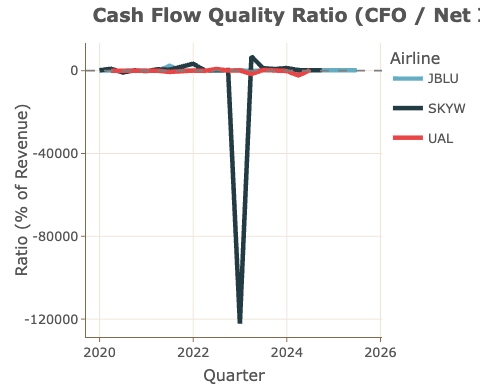 Cash Flow Quality Ratio (CFO / Net
Airline
JBLU
SKYW
UAL
0
−40000
−80000
−120000
Ratio (% of Revenue)
2020
2022
2024
2026
Quarter